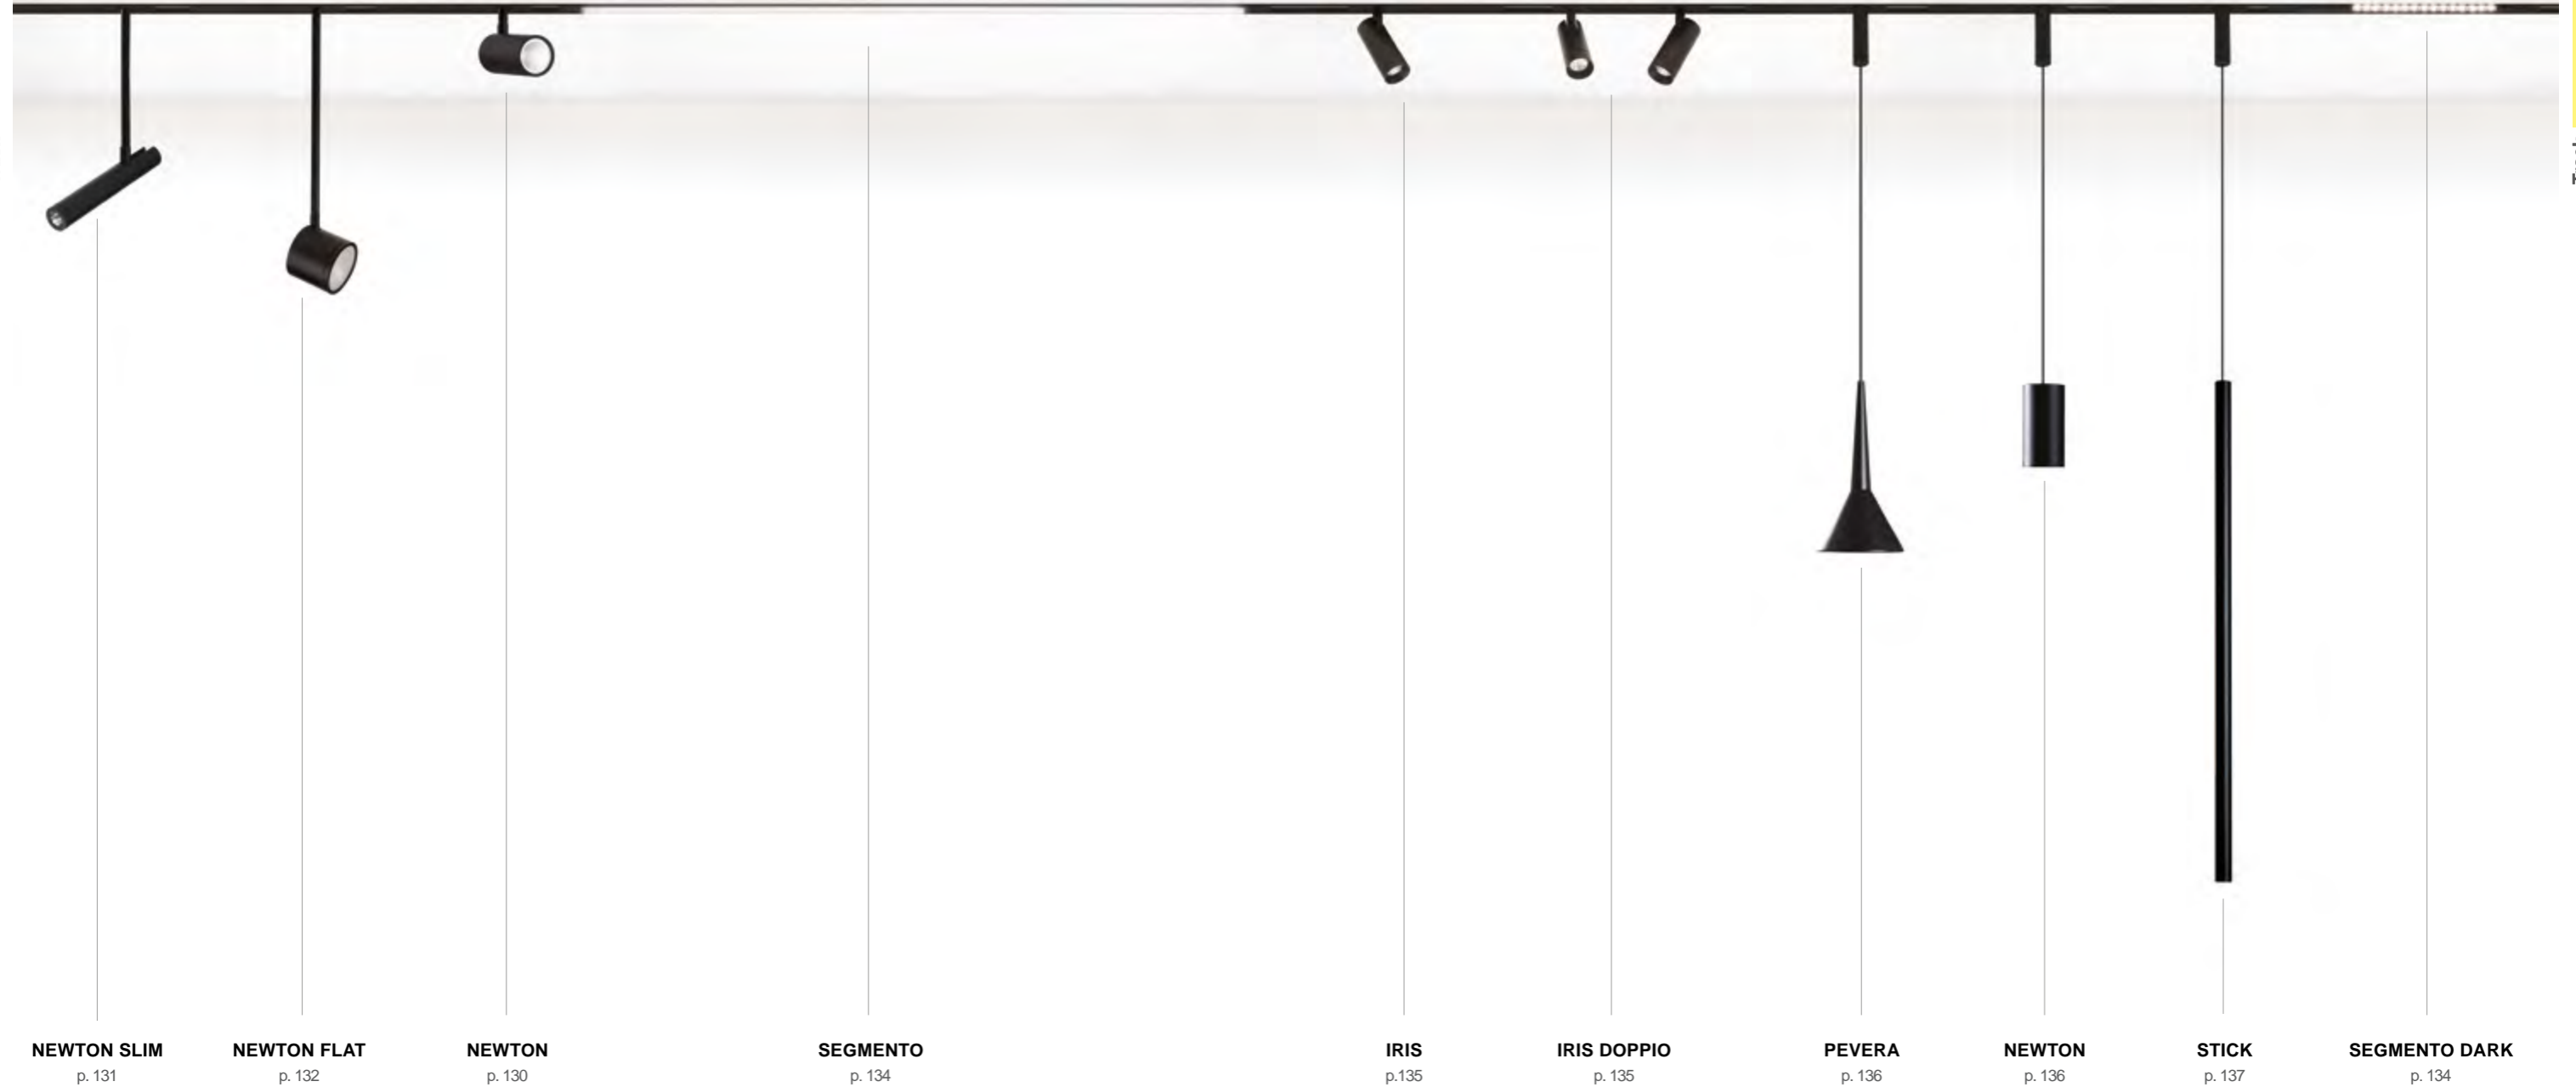 NEWTON SLIM
p. 131
NEWTON FLAT
p. 132
NEWTON
p. 130
SEGMENTO
p. 134
IRIS
p.135
IRIS DOPPIO
p. 135
PEVERA
p. 136
NEWTON
p. 136
STICK
p. 137
SEGMENTO DARK
p. 134